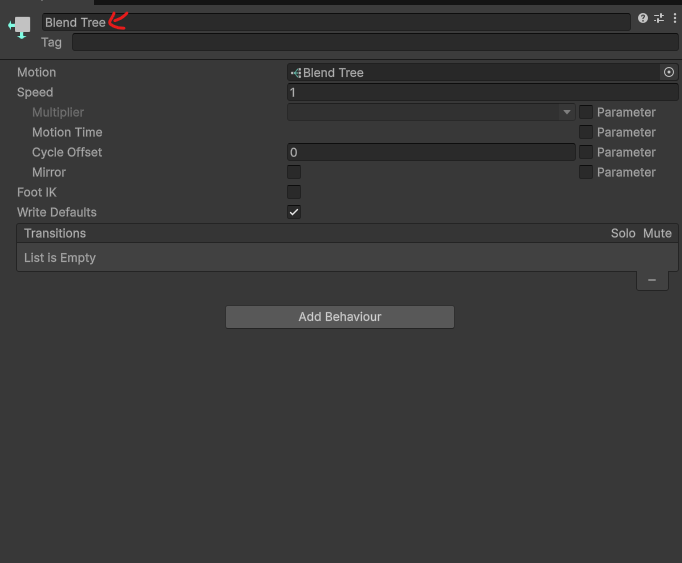 Blend Tree
Tag
Motion Blend Tree
Speed 1
Multiplier Parameter
Motion Time Parameter
Cycle Offset 0 Parameter
Mirror Parameter
Foot IK
Write Defaults
Transitions Solo Mute
List is Empty
Add Behaviour